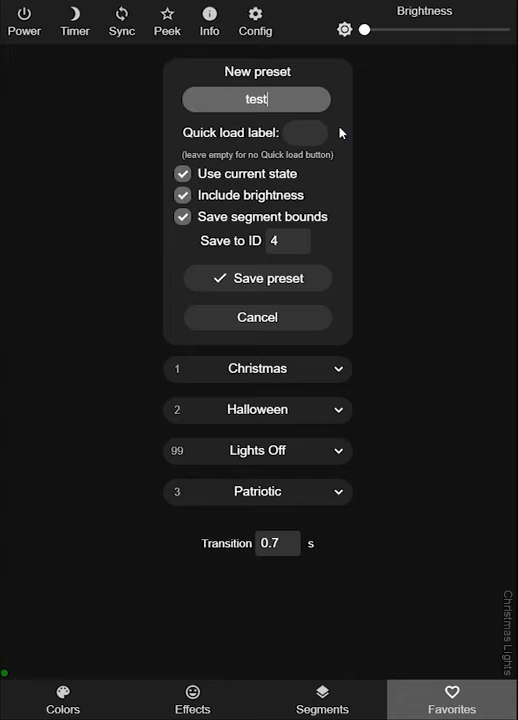 Power Timer Sync Peek Info Config Brightness
New preset
test
Quick load label:
(leave empty for no Quick load button)
Use current state
Include brightness
Save segment bounds
Save to ID 4
Save preset
Cancel
1 Christmas
2 Halloween
99 Lights Off
3 Patriotic
Transition 0.7 s
Christmas Lights
Colors Effects Segments Favorites